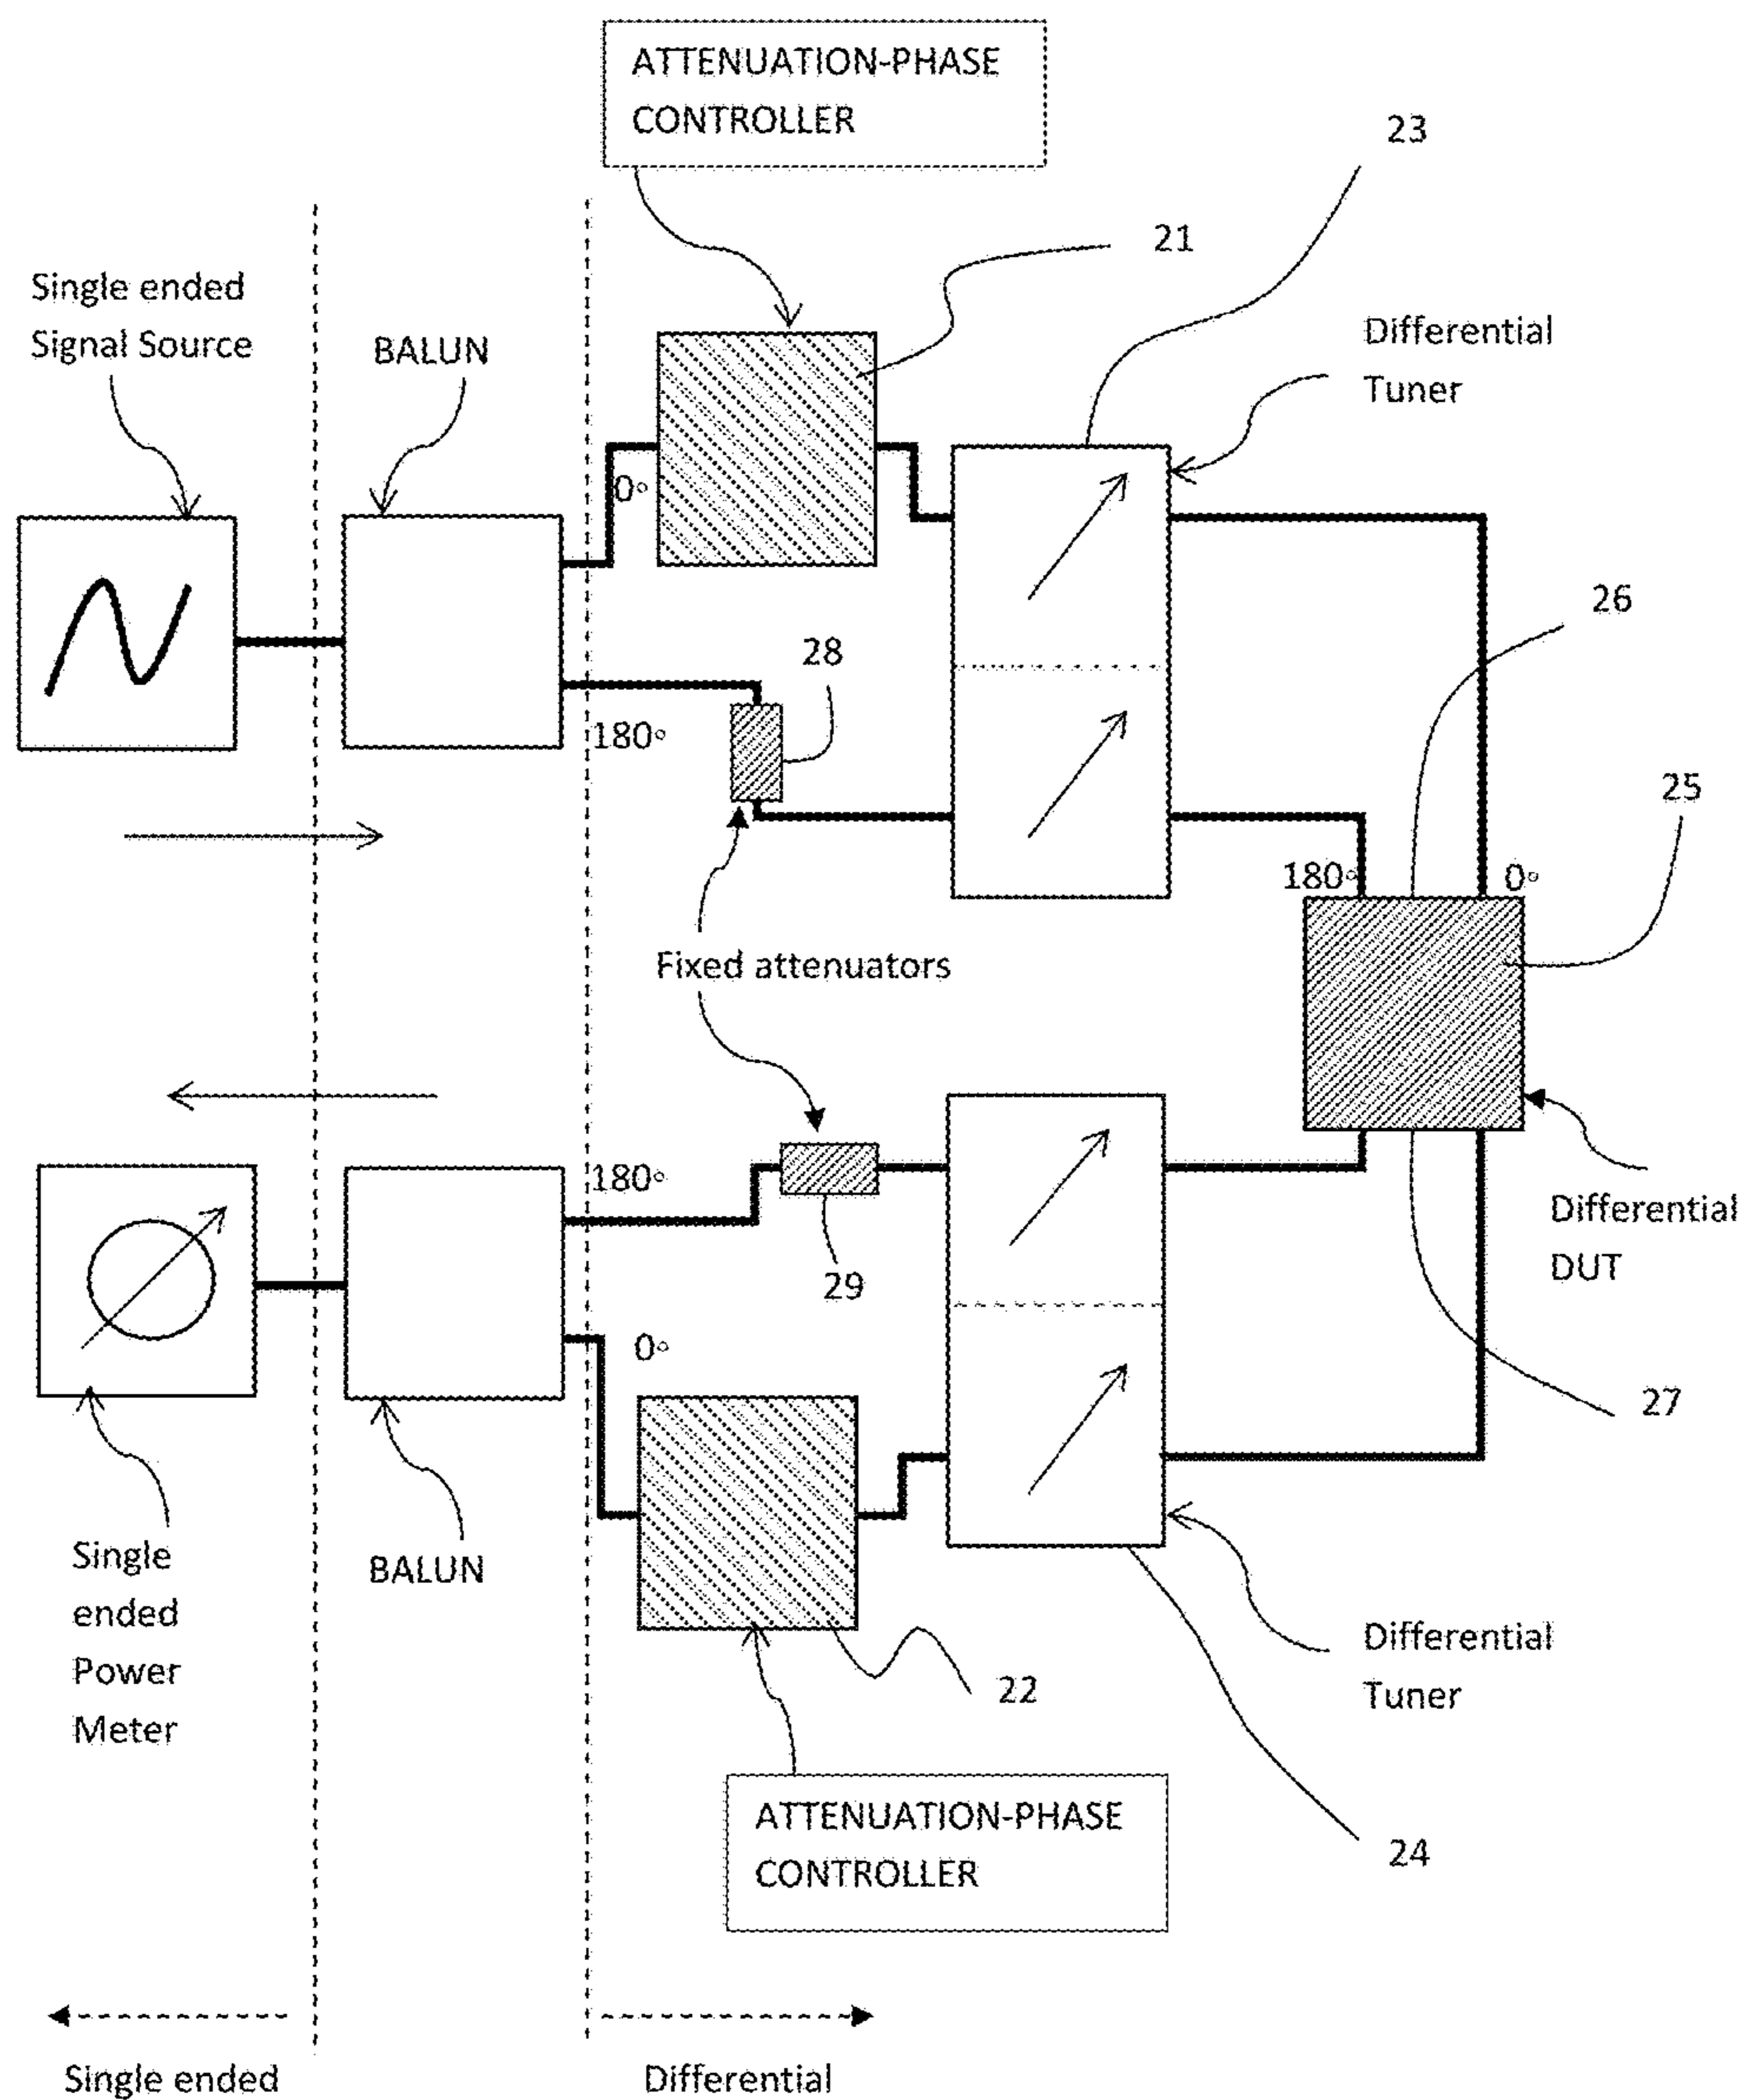 ATTENUATION-PHASE
CONTROLLER
23
21
Single ended
Signal Source
BALUN
Differential
Tuner
0°
26
28
180°
25
180°
0°
Fixed attenuators
180°
29
Differential
DUT
0°
27
Single
ended
Power
Meter
BALUN
22
Differential
Tuner
ATTENUATION-PHASE
CONTROLLER
24
Single ended
Differential